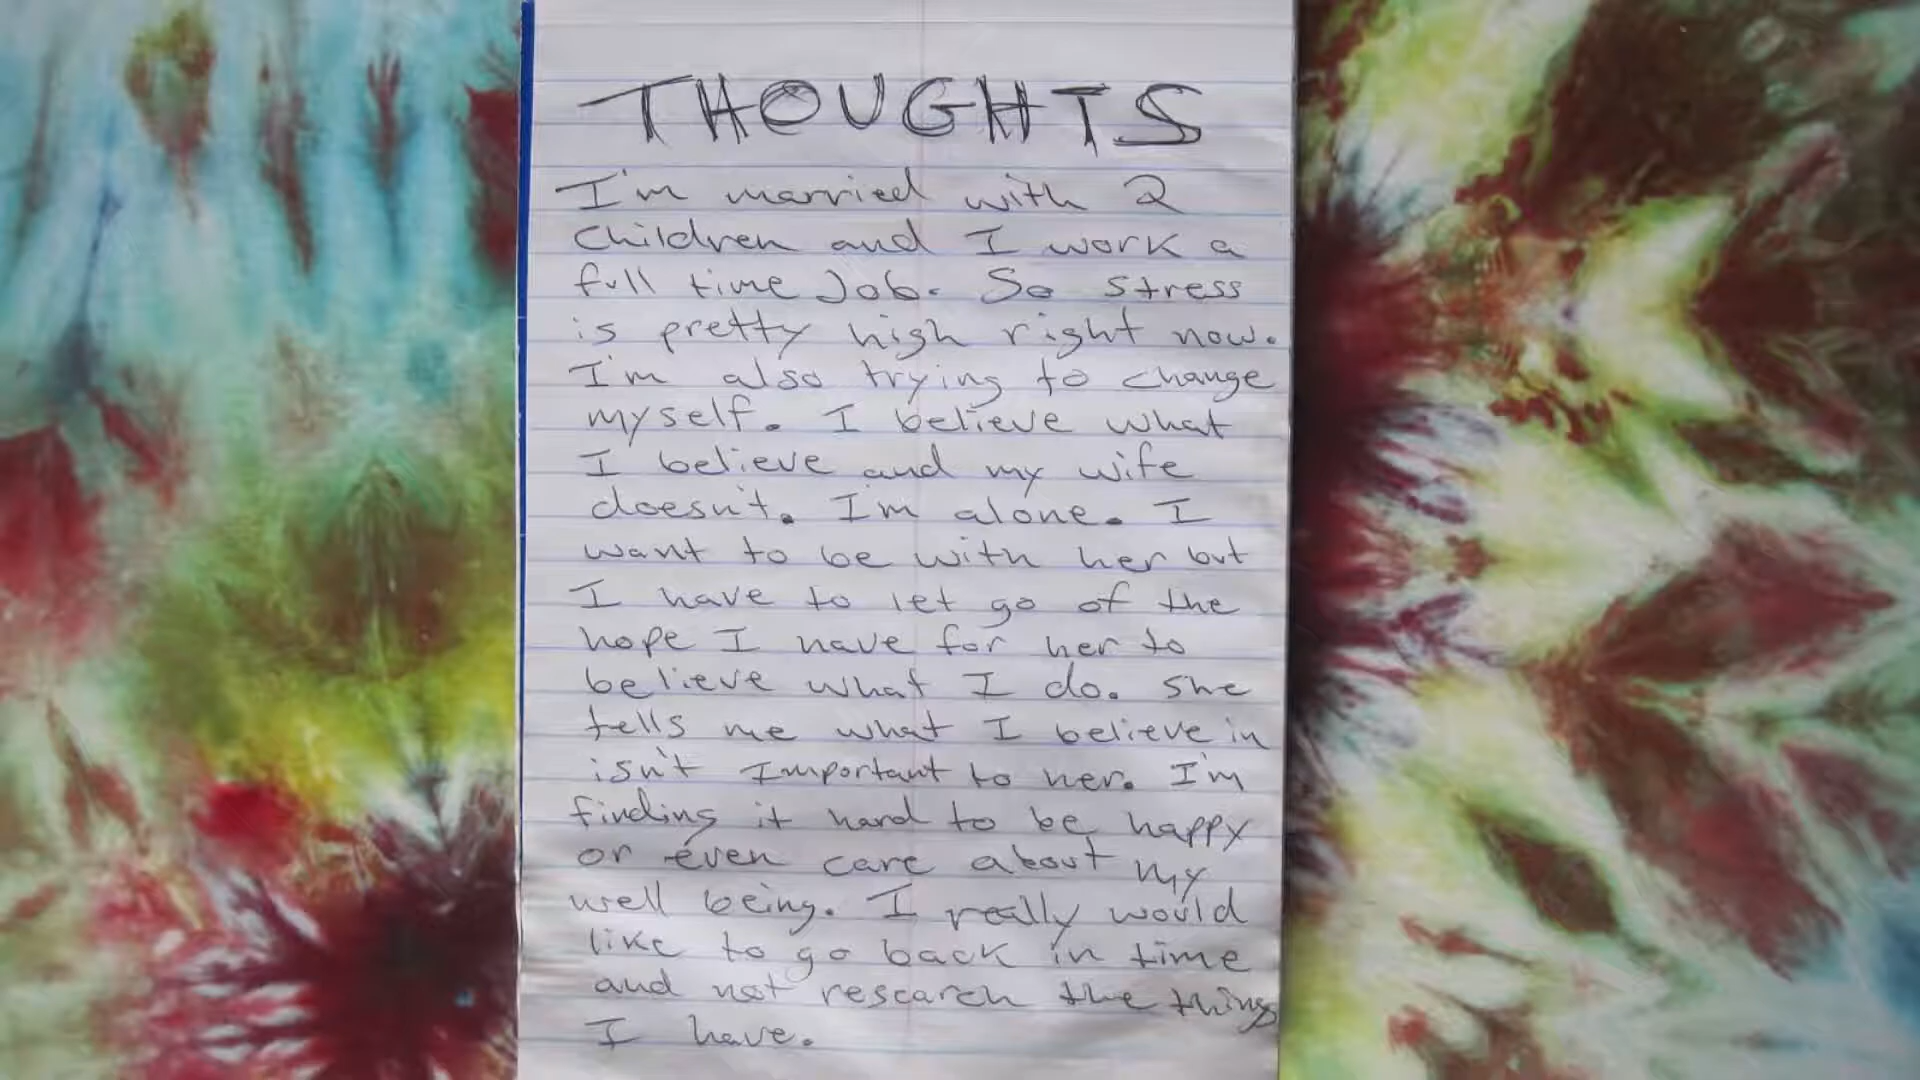 THOUGHTS
I'm married with 2
children and I work a
full time Job. So stress
is pretty high right now.
I'm also trying to change
myself. I believe what
I believe and my wife
doesn't. I'm alone. I
want to be with her but
I have to let go of the
hope I have for her to
believe what I do. She
tells me what I believe in
isn't Important to her. I'm
finding it hard to be happy
or even care about my
well being. I really would
like to go back in time
and not research the things
I have.